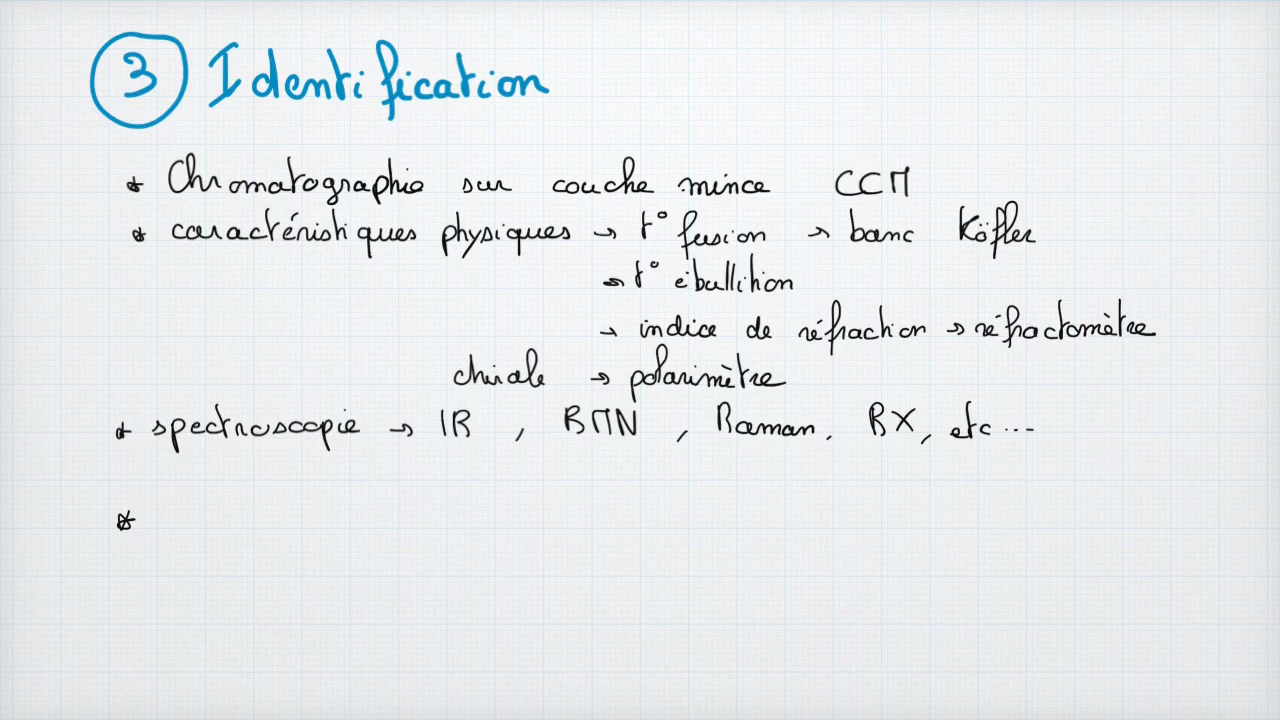 3 Identification
* Chromatographie sur couche mince CCM
* caractéristiques physiques → t° fusion → banc Köfler
→ t° ébullition
→ indice de réfraction → réfractomètre
chirale → polarimètre
* spectroscopie → IR , RMN , Raman, RX, etc...
*